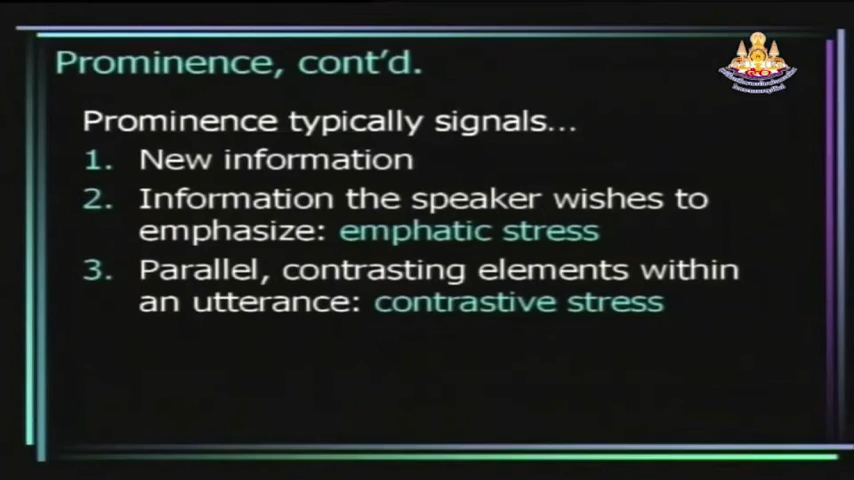 Prominence, cont'd.
Prominence typically signals...
1. New information
2. Information the speaker wishes to
emphasize: emphatic stress
3. Parallel, contrasting elements within
an utterance: contrastive stress